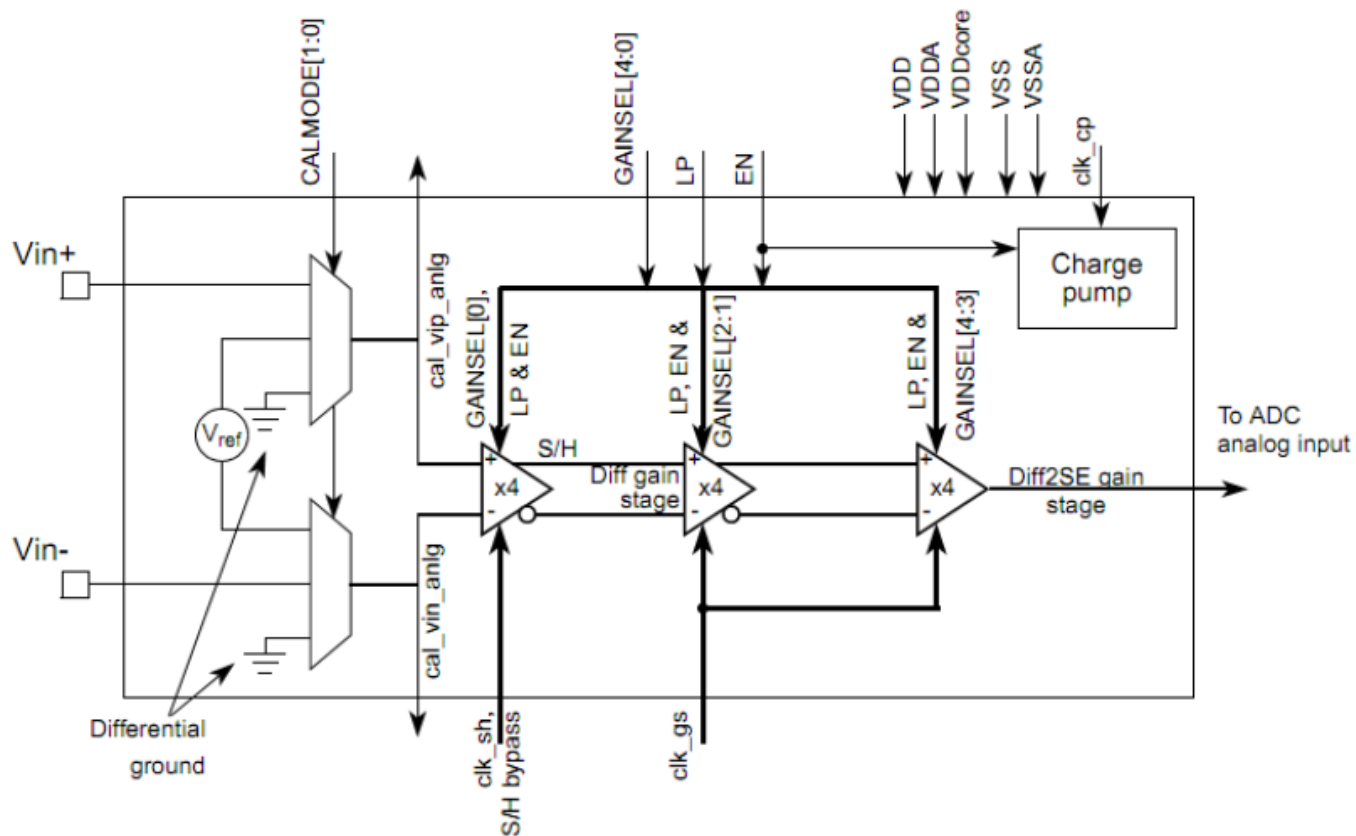 CALMODE[1:0]
GAINSEL[4:0]
LP
EN
VDD
VDDA
VDDcore
VSS
VSSA
clk_cp
Vin+
Charge
pump
cal_vip_anlg
GAINSEL[0],
LP & EN
LP, EN &
GAINSEL[2:1]
LP, EN &
GAINSEL[4:3]
Vref
+
x4
-
S/H
Diff gain
stage
+
x4
-
+
x4
-
Diff2SE gain
stage
To ADC
analog input
Vin-
cal_vin_anlg
Differential
ground
clk_sh,
S/H bypass
clk_gs